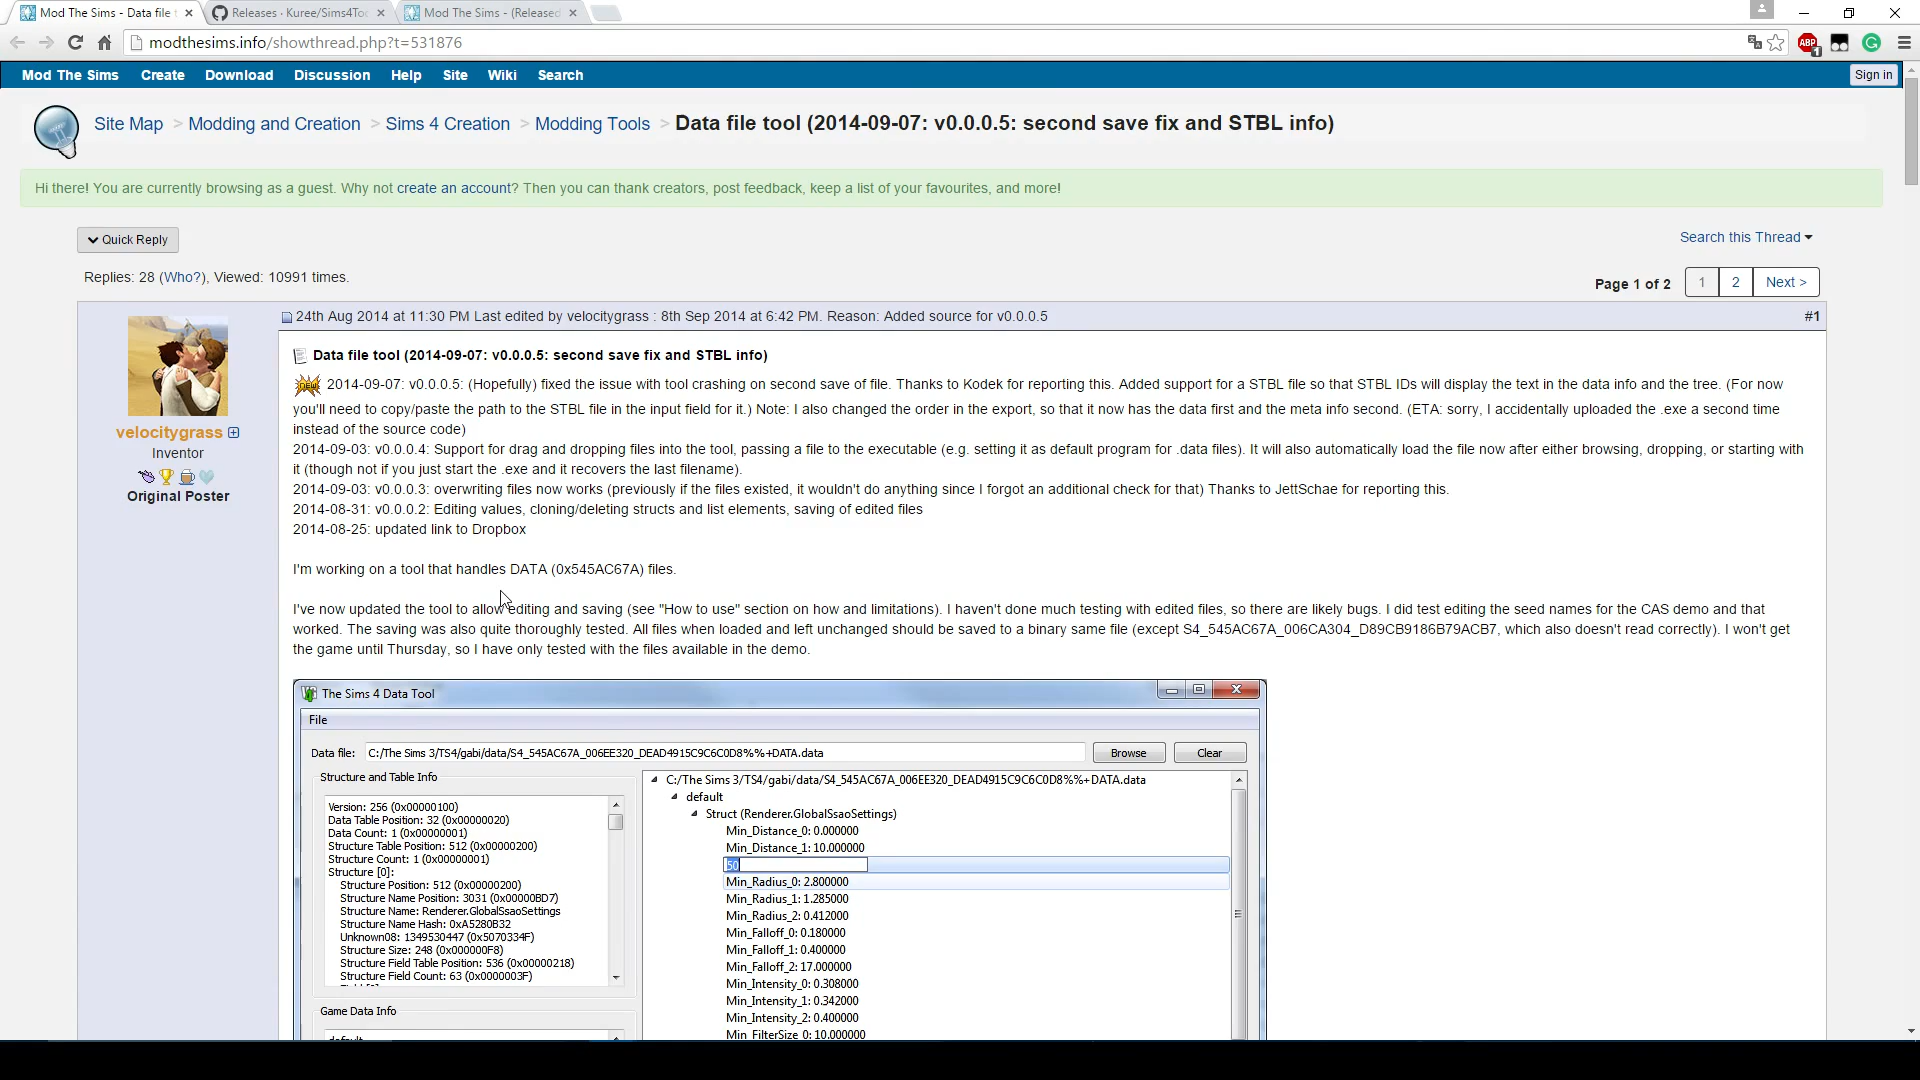 Mod The Sims - Data file t
Releases · Kuree/Sims4Too
Mod The Sims - (Released
modthesims.info/showthread.php?t=531876
ABP
1
Mod The Sims Create Download Discussion Help Site Wiki Search
Sign in
Site Map > Modding and Creation > Sims 4 Creation > Modding Tools > Data file tool (2014-09-07: v0.0.0.5: second save fix and STBL info)
Hi there! You are currently browsing as a guest. Why not create an account? Then you can thank creators, post feedback, keep a list of your favourites, and more!
Quick Reply
Search this Thread
Replies: 28 (Who?), Viewed: 10991 times.
Page 1 of 2 1 2 Next >
24th Aug 2014 at 11:30 PM Last edited by velocitygrass : 8th Sep 2014 at 6:42 PM. Reason: Added source for v0.0.0.5
#1
velocitygrass
Inventor
Original Poster
Data file tool (2014-09-07: v0.0.0.5: second save fix and STBL info)
NEW 2014-09-07: v0.0.0.5: (Hopefully) fixed the issue with tool crashing on second save of file. Thanks to Kodek for reporting this. Added support for a STBL file so that STBL IDs will display the text in the data info and the tree. (For now
you'll need to copy/paste the path to the STBL file in the input field for it.) Note: I also changed the order in the export, so that it now has the data first and the meta info second. (ETA: sorry, I accidentally uploaded the .exe a second time
instead of the source code)
2014-09-03: v0.0.0.4: Support for drag and dropping files into the tool, passing a file to the executable (e.g. setting it as default program for .data files). It will also automatically load the file now after either browsing, dropping, or starting with
it (though not if you just start the .exe and it recovers the last filename).
2014-09-03: v0.0.0.3: overwriting files now works (previously if the files existed, it wouldn't do anything since I forgot an additional check for that) Thanks to JettSchae for reporting this.
2014-08-31: v0.0.0.2: Editing values, cloning/deleting structs and list elements, saving of edited files
2014-08-25: updated link to Dropbox
I'm working on a tool that handles DATA (0x545AC67A) files.
I've now updated the tool to allow editing and saving (see "How to use" section on how and limitations). I haven't done much testing with edited files, so there are likely bugs. I did test editing the seed names for the CAS demo and that
worked. The saving was also quite thoroughly tested. All files when loaded and left unchanged should be saved to a binary same file (except S4_545AC67A_006CA304_D89CB9186B79ACB7, which also doesn't read correctly). I won't get
the game until Thursday, so I have only tested with the files available in the demo.
The Sims 4 Data Tool
File
Data file: C:/The Sims 3/TS4/gabi/data/S4_545AC67A_006EE320_DEAD4915C9C6C0D8%%+DATA.data Browse Clear
Structure and Table Info
Version: 256 (0x00000100)
Data Table Position: 32 (0x00000020)
Data Count: 1 (0x00000001)
Structure Table Position: 512 (0x00000200)
Structure Count: 1 (0x00000001)
Structure [0]:
Structure Position: 512 (0x00000200)
Structure Name Position: 3031 (0x00000BD7)
Structure Name: Renderer.GlobalSsaoSettings
Structure Name Hash: 0xA5280B32
Unknown08: 1349530447 (0x5070334F)
Structure Size: 248 (0x000000F8)
Structure Field Table Position: 536 (0x00000218)
Structure Field Count: 63 (0x0000003F)
Game Data Info
default
C:/The Sims 3/TS4/gabi/data/S4_545AC67A_006EE320_DEAD4915C9C6C0D8%%+DATA.data
default
Struct (Renderer.GlobalSsaoSettings)
Min_Distance_0: 0.000000
Min_Distance_1: 10.000000
50
Min_Radius_0: 2.800000
Min_Radius_1: 1.285000
Min_Radius_2: 0.412000
Min_Falloff_0: 0.180000
Min_Falloff_1: 0.400000
Min_Falloff_2: 17.000000
Min_Intensity_0: 0.308000
Min_Intensity_1: 0.342000
Min_Intensity_2: 0.400000
Min_FilterSize_0: 10.000000